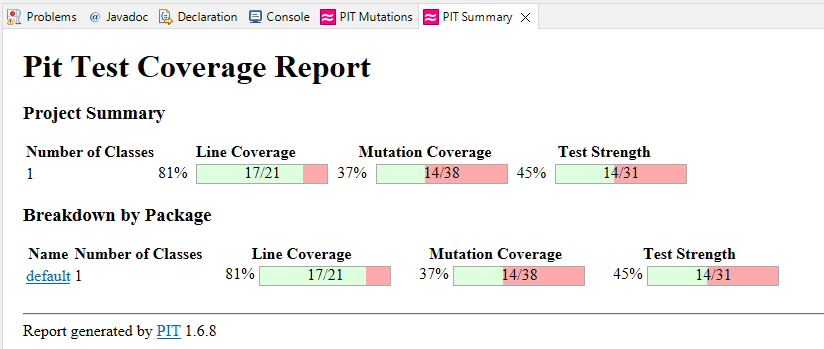 Problems @ Javadoc Declaration Console PIT Mutations PIT Summary
Pit Test Coverage Report
Project Summary
Number of Classes Line Coverage Mutation Coverage Test Strength
1 81% 17/21 37% 14/38 45% 14/31
Breakdown by Package
Name Number of Classes Line Coverage Mutation Coverage Test Strength
default 1 81% 17/21 37% 14/38 45% 14/31
Report generated by PIT 1.6.8